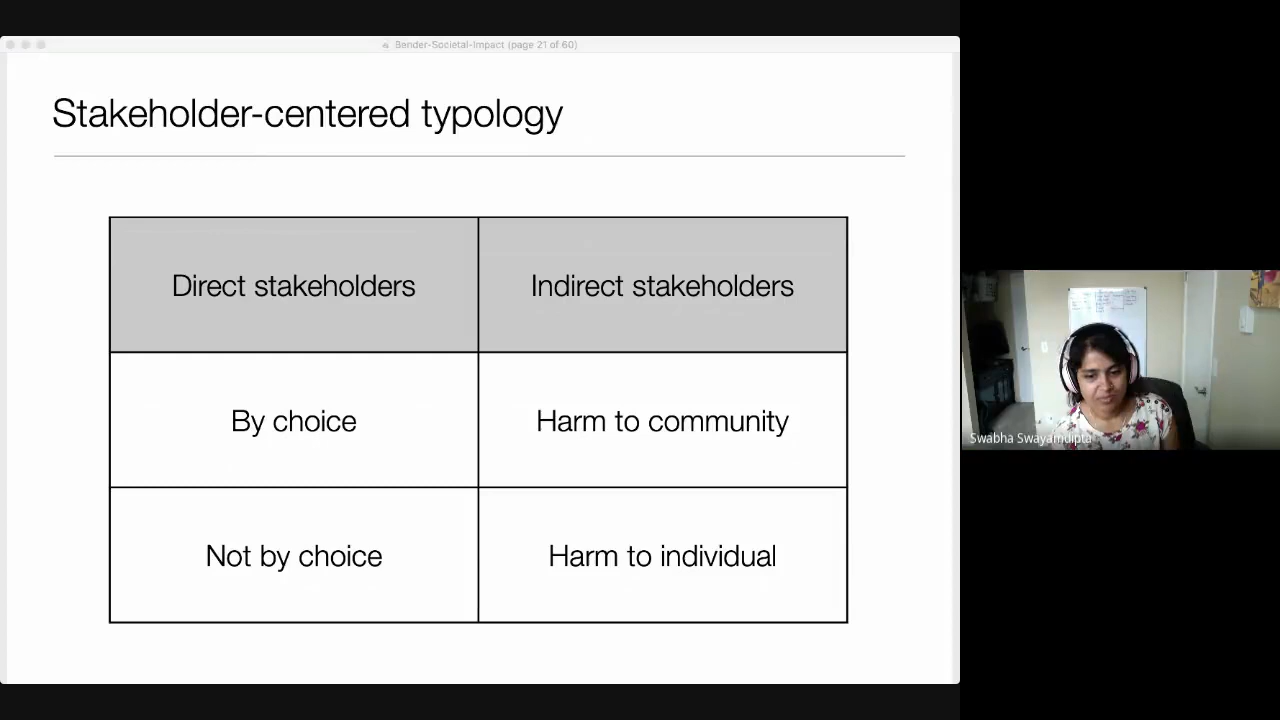 Bender-Societal-Impact (page 21 of 60)
Stakeholder-centered typology
Direct stakeholders
Indirect stakeholders
By choice
Harm to community
Not by choice
Harm to individual
Swabha Swayamdipta